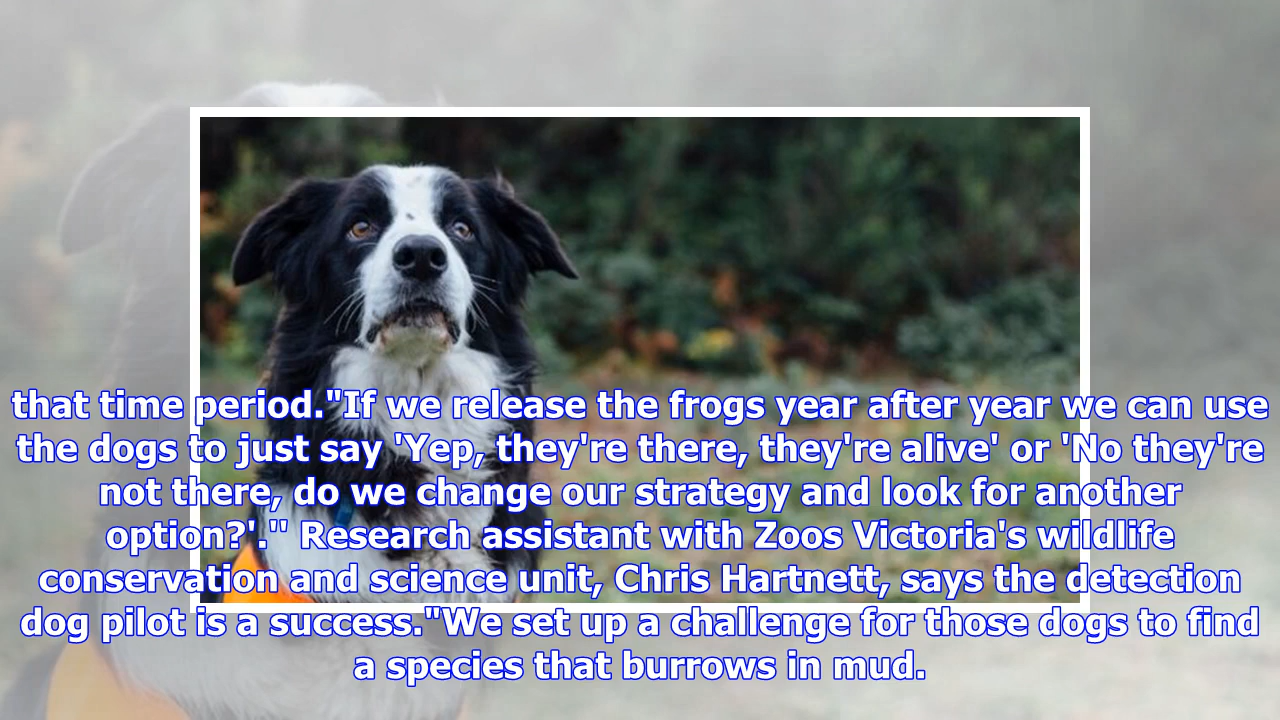 that time period."If we release the frogs year after year we can use
the dogs to just say 'Yep, they're there, they're alive' or 'No they're
not there, do we change our strategy and look for another
option?'.'' Research assistant with Zoos Victoria's wildlife
conservation and science unit, Chris Hartnett, says the detection
dog pilot is a success."We set up a challenge for those dogs to find
a species that burrows in mud.